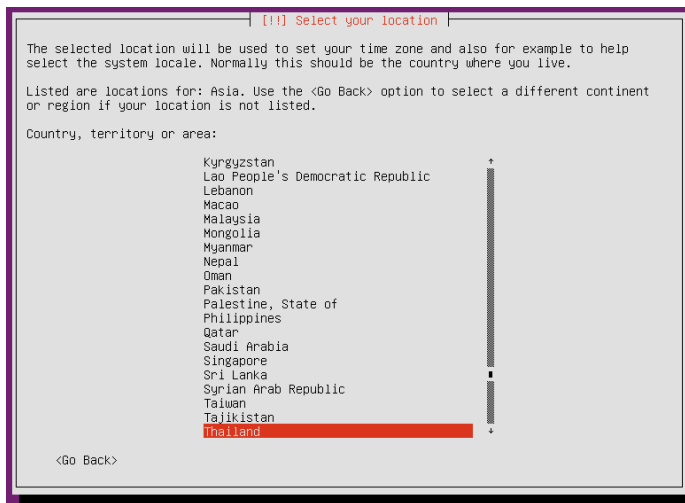 [!!] Select your location
The selected location will be used to set your time zone and also for example to help
select the system locale. Normally this should be the country where you live.
Listed are locations for: Asia. Use the <Go Back> option to select a different continent
or region if your location is not listed.
Country, territory or area:
Kyrgyzstan
Lao People's Democratic Republic
Lebanon
Macao
Malaysia
Mongolia
Myanmar
Nepal
Oman
Pakistan
Palestine, State of
Philippines
Qatar
Saudi Arabia
Singapore
Sri Lanka
Syrian Arab Republic
Taiwan
Tajikistan
Thailand
<Go Back>